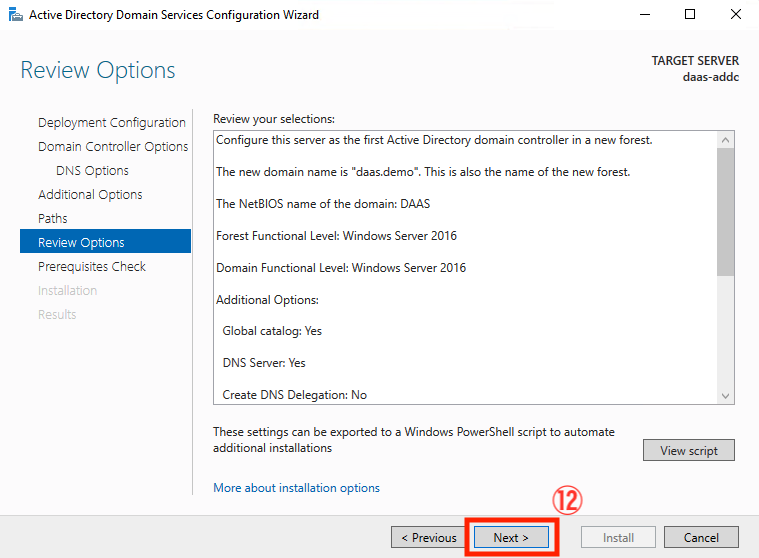 Active Directory Domain Services Configuration Wizard
Review Options
TARGET SERVER
daas-addc
Deployment Configuration
Domain Controller Options
DNS Options
Additional Options
Paths
Review Options
Prerequisites Check
Installation
Results
Review your selections:
Configure this server as the first Active Directory domain controller in a new forest.
The new domain name is "daas.demo". This is also the name of the new forest.
The NetBIOS name of the domain: DAAS
Forest Functional Level: Windows Server 2016
Domain Functional Level: Windows Server 2016
Additional Options:
Global catalog: Yes
DNS Server: Yes
Create DNS Delegation: No
These settings can be exported to a Windows PowerShell script to automate
additional installations
View script
More about installation options
⑫
< Previous
Next >
Install
Cancel